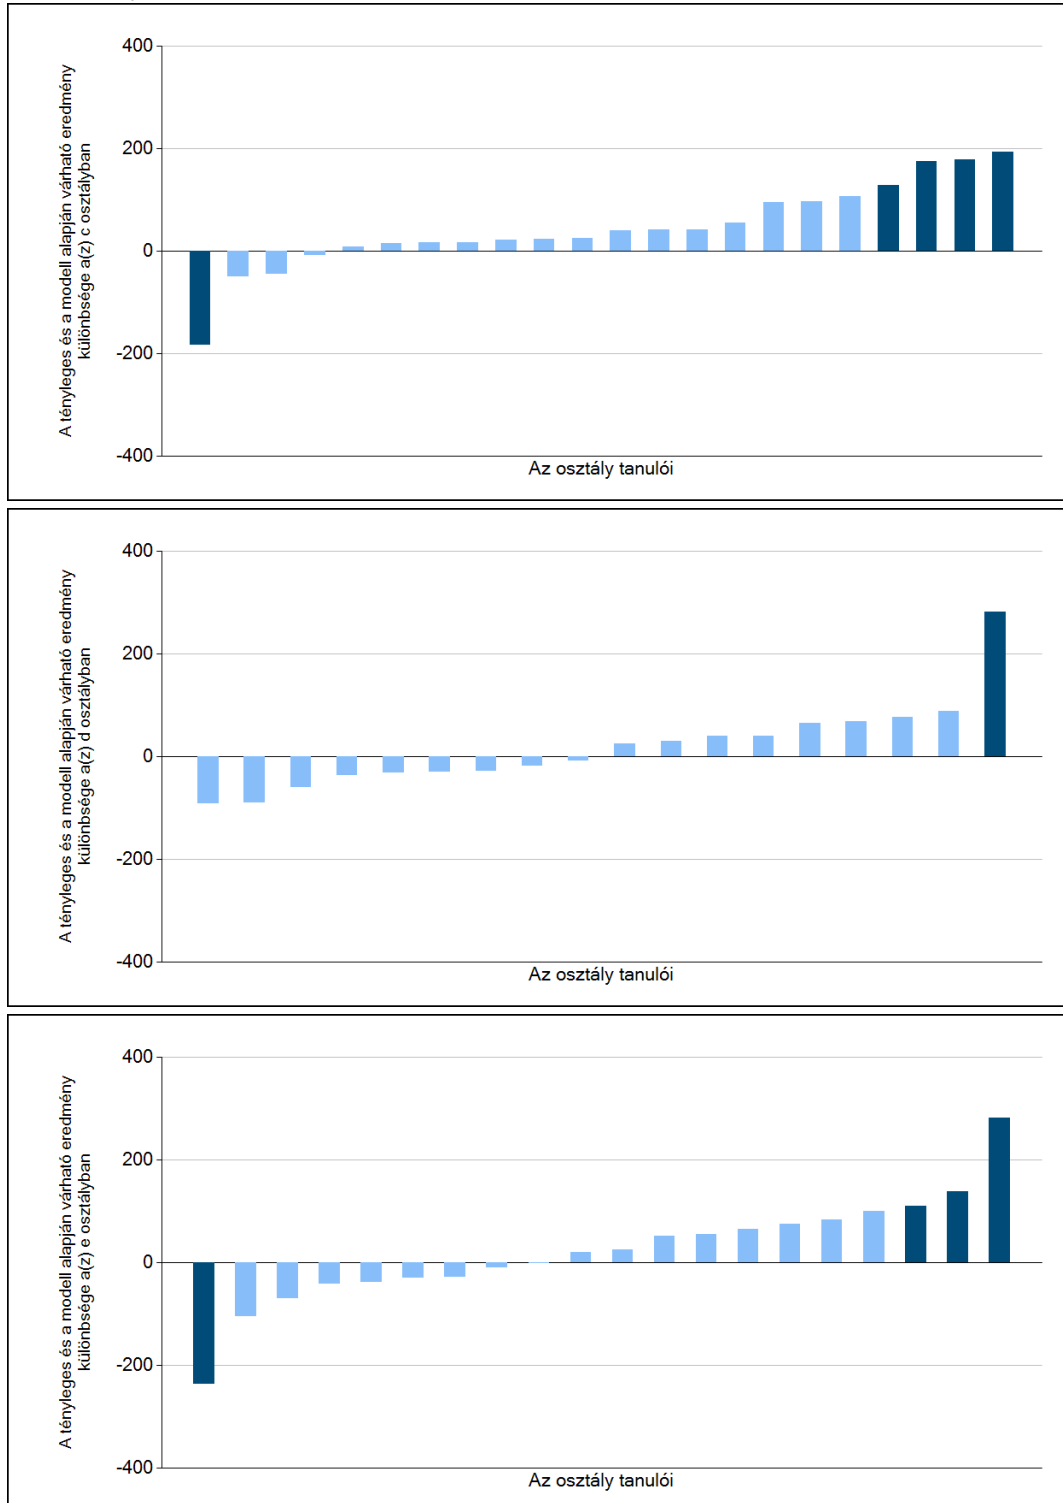 A tényleges és a modell alapján várható eredmény
különbsége a(z) c osztályban
400
200
0
-200
-400
Az osztály tanulói
A tényleges és a modell alapján várható eredmény
különbsége a(z) d osztályban
400
200
0
-200
-400
Az osztály tanulói
A tényleges és a modell alapján várható eredmény
különbsége a(z) e osztályban
400
200
0
-200
-400
Az osztály tanulói